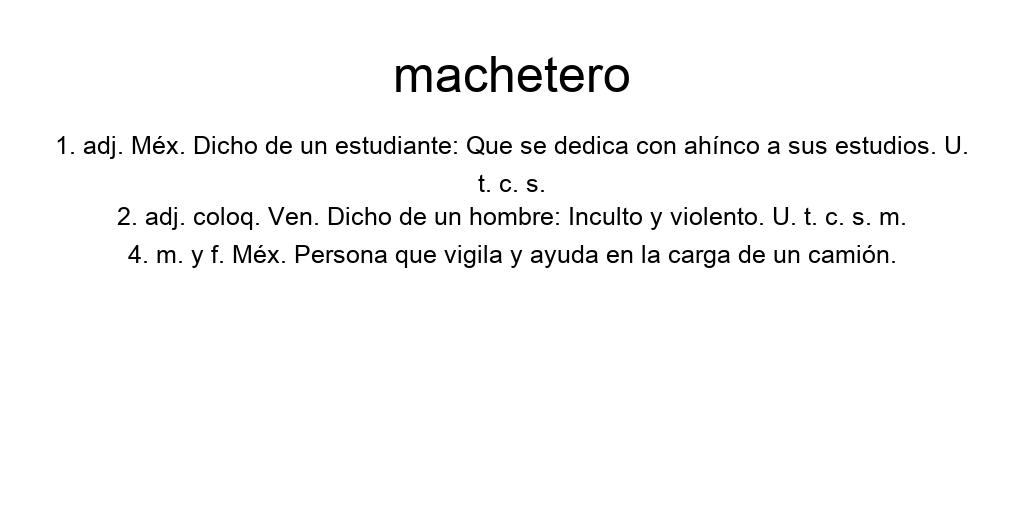 machetero
1. adj. Méx. Dicho de un estudiante: Que se dedica con ahínco a sus estudios. U.
t. c. s.
2. adj. coloq. Ven. Dicho de un hombre: Inculto y violento. U. t. c. s. m.
4. m. y f. Méx. Persona que vigila y ayuda en la carga de un camión.